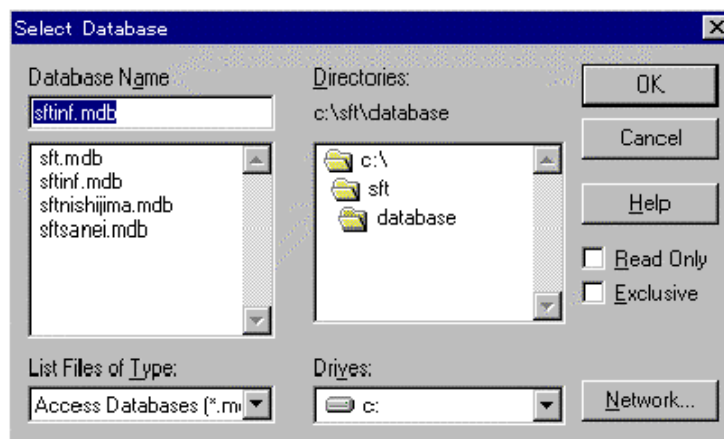 Select Database
Database Name
sftinf.mdb
sft.mdb
sftinf.mdb
sftnishijima.mdb
sftsanei.mdb
List Files of Type:
Access Databases (*.m
Directories:
c:\sft\database
c:\
sft
database
Drives:
c:
OK
Cancel
Help
Read Only
Exclusive
Network...